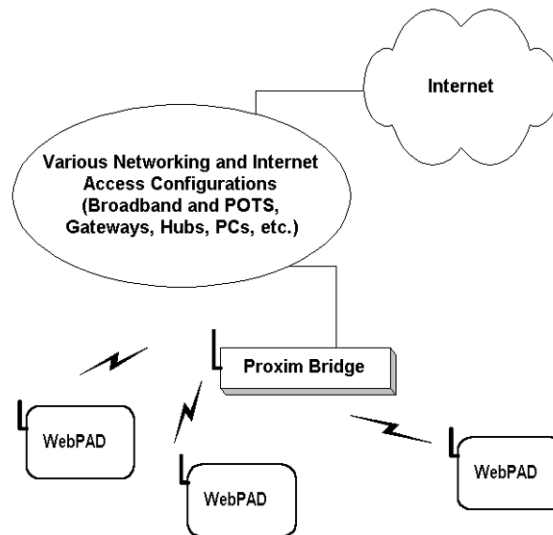 Internet
Various Networking and Internet
Access Configurations
(Broadband and POTS,
Gateways, Hubs, PCs, etc.)
Proxim Bridge
WebPAD
WebPAD
WebPAD